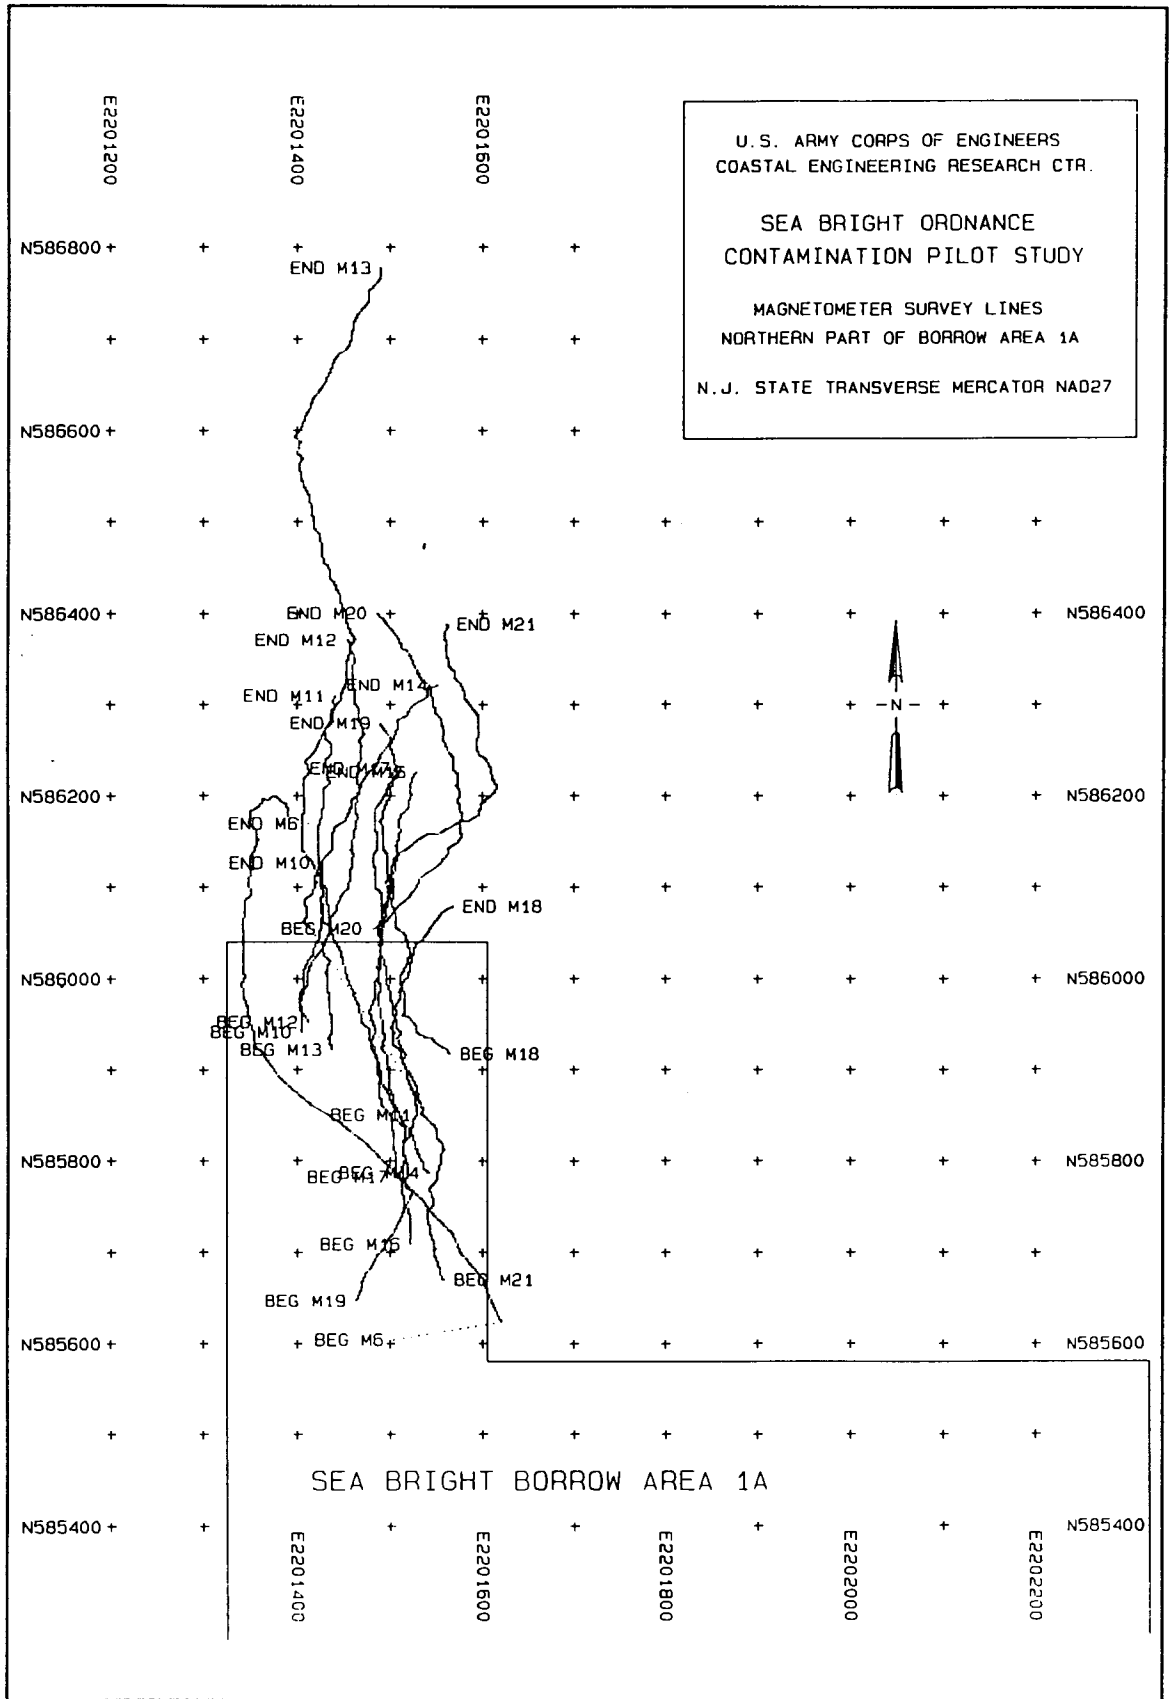 E2201200
E2201400
E2201600
U.S. ARMY CORPS OF ENGINEERS
COASTAL ENGINEERING RESEARCH CTR.
SEA BRIGHT ORDNANCE
CONTAMINATION PILOT STUDY
MAGNETOMETER SURVEY LINES
NORTHERN PART OF BORROW AREA 1A
N.J. STATE TRANSVERSE MERCATOR NAD27
N586800
END M13
N586600
N586400
END M20
END M21
N586400
END M12
END M14
END M11
-N-
END M19
END M17
N586200
N586200
END M6
END M10
END M18
BEG M20
N586000
N586000
BEG M12
BEG M10
BEG M13
BEG M18
BEG M11
N585800
BEG M14
BEG M17
N585800
BEG M16
BEG M21
BEG M19
BEG M6
N585600
N585600
SEA BRIGHT BORROW AREA 1A
N585400
N585400
E2201400
E2201600
E2201800
E2202000
E2202200